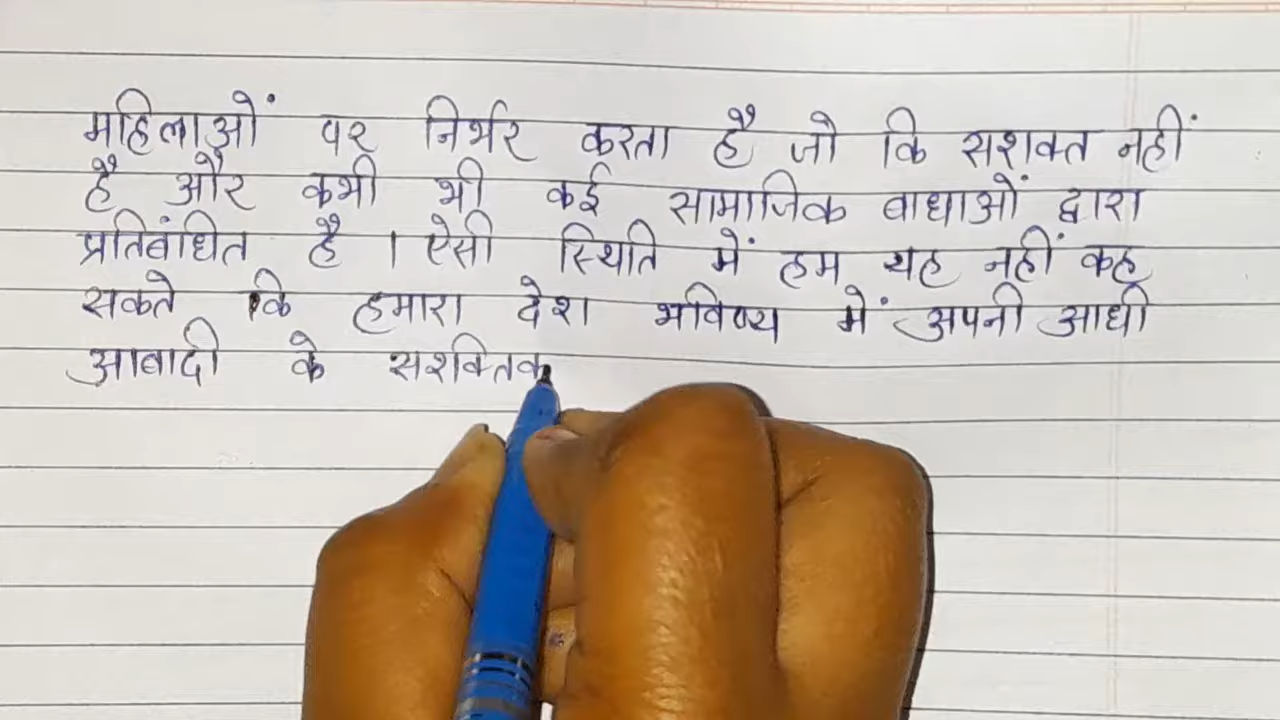 महिलाओं पर निर्भर करता है जो कि सशक्त नहीं
है और कभी भी कई सामाजिक बाधाओं द्वारा
प्रतिबंधित है । ऐसी स्थिति में हम यह नहीं कह
सकते कि हमारा देश भविष्य में अपनी आधी
आबादी के सशक्तिक